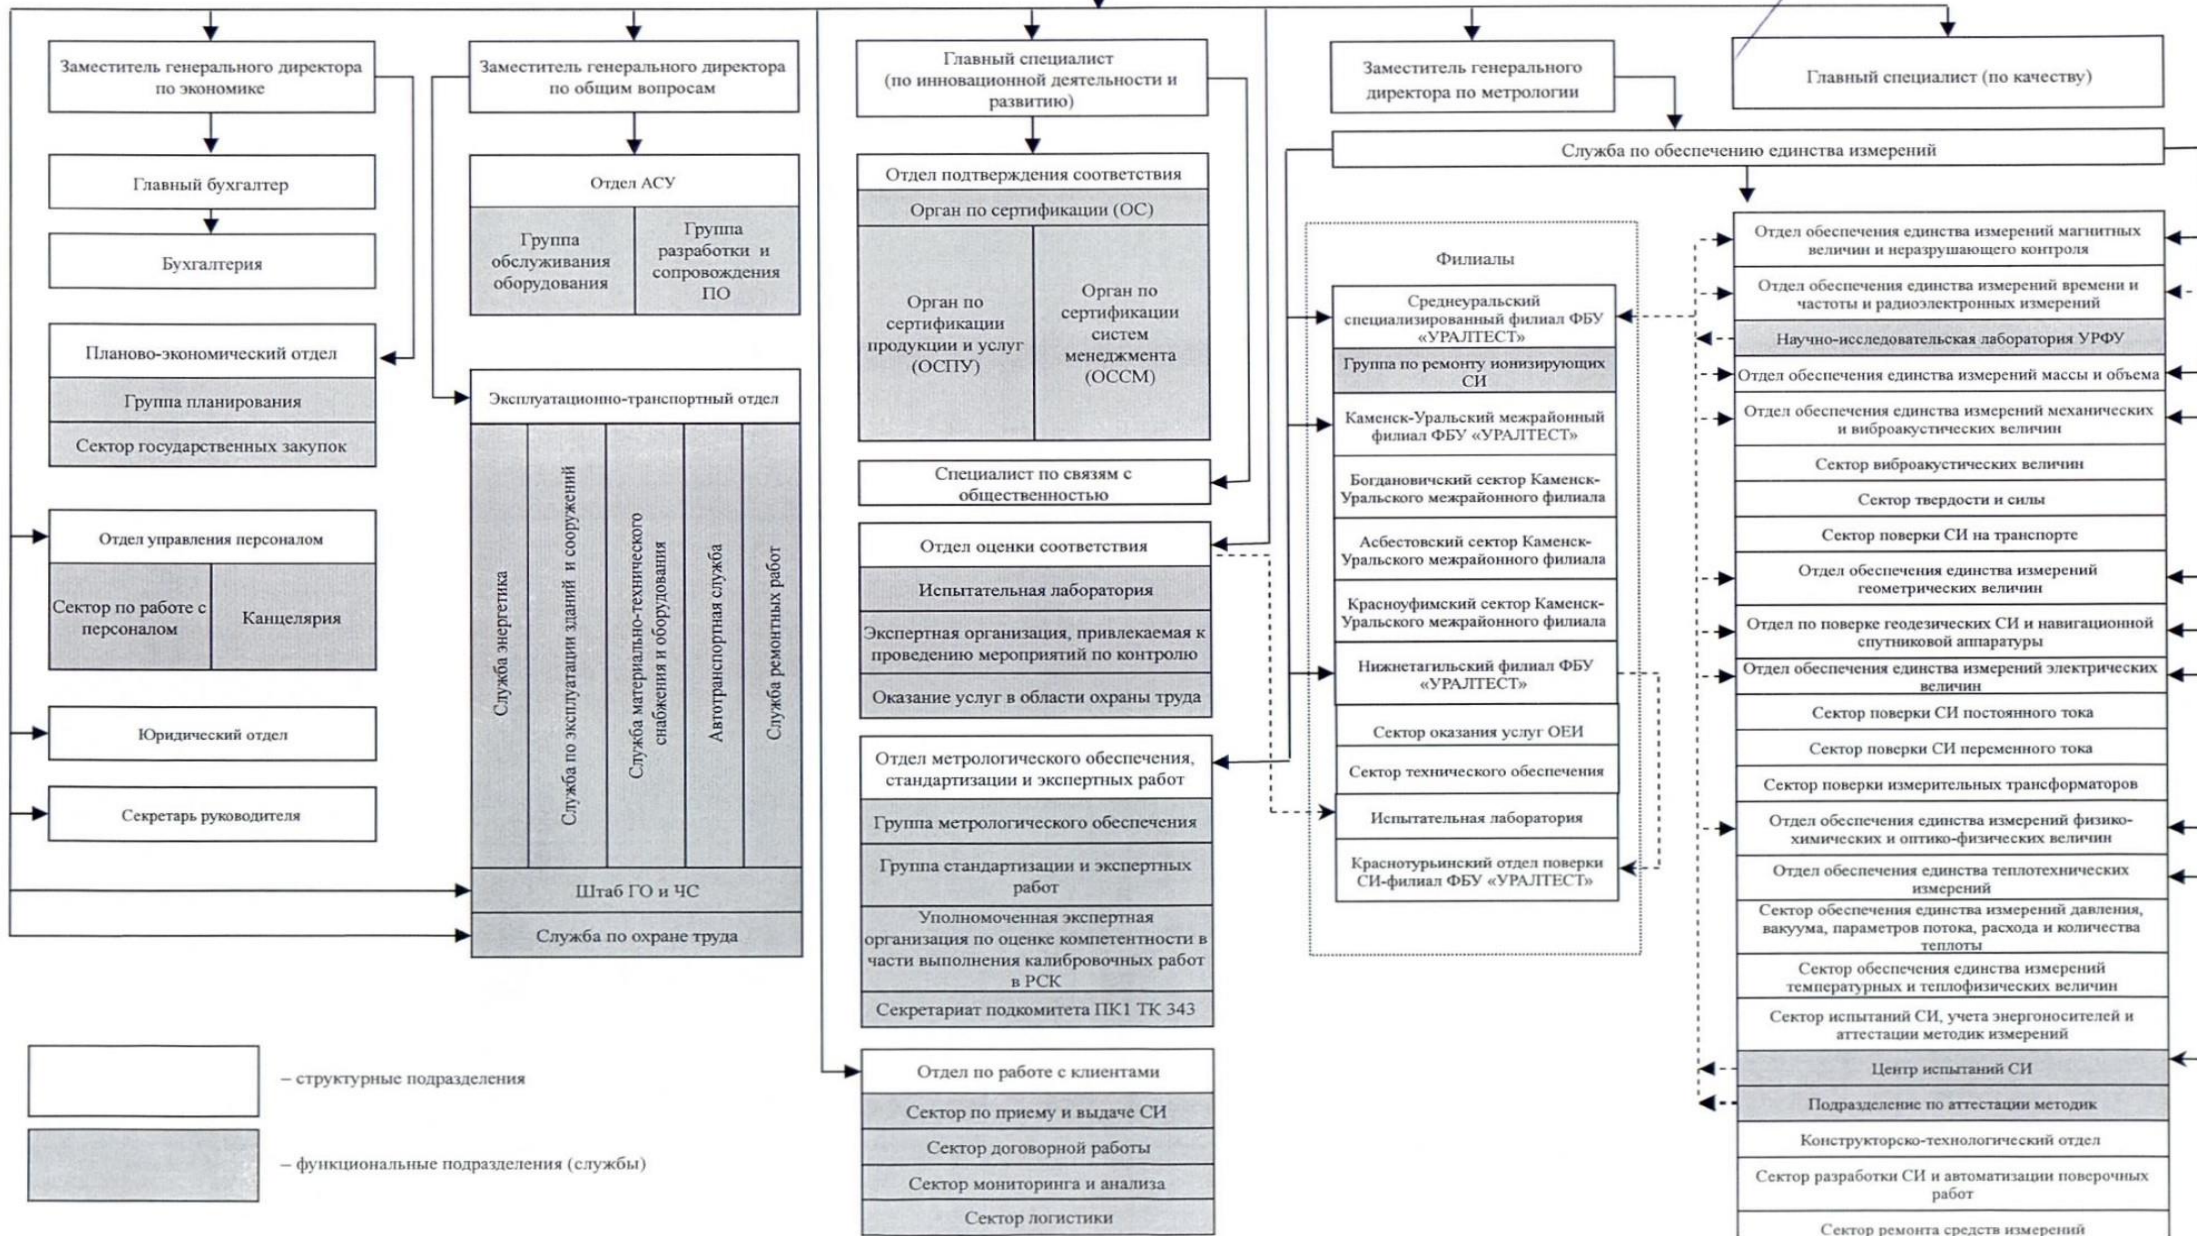 Заместитель генерального директора
по экономике
Главный бухгалтер
Бухгалтерия
Планово-экономический отдел
Группа планирования
Сектор государственных закупок
Отдел управления персоналом
Сектор по работе с
персоналом
Канцелярия
Юридический отдел
Секретарь руководителя
– структурные подразделения
– функциональные подразделения (службы)
Заместитель генерального директора
по общим вопросам
Отдел АСУ
Группа
обслуживания
оборудования
Группа
разработки и
сопровождения
ПО
Эксплуатационно-транспортный отдел
Служба энергетика
Служба по эксплуатации зданий и сооружений
Служба материально-технического
снабжения и оборудования
Автотранспортная служба
Служба ремонтных работ
Штаб ГО и ЧС
Служба по охране труда
Главный специалист
(по инновационной деятельности и
развитию)
Отдел подтверждения соответствия
Орган по сертификации (ОС)
Орган по
сертификации
продукции и услуг
(ОСПУ)
Орган по
сертификации
систем
менеджмента
(ОССМ)
Специалист по связям с
общественностью
Отдел оценки соответствия
Испытательная лаборатория
Экспертная организация, привлекаемая к
проведению мероприятий по контролю
Оказание услуг в области охраны труда
Отдел метрологического обеспечения,
стандартизации и экспертных работ
Группа метрологического обеспечения
Группа стандартизации и экспертных
работ
Уполномоченная экспертная
организация по оценке компетентности в
части выполнения калибровочных работ
в РСК
Секретариат подкомитета ПК1 ТК 343
Отдел по работе с клиентами
Сектор по приему и выдаче СИ
Сектор договорной работы
Сектор мониторинга и анализа
Сектор логистики
Заместитель генерального
директора по метрологии
Главный специалист (по качеству)
Служба по обеспечению единства измерений
Филиалы
Среднеуральский
специализированный филиал ФБУ
«УРАЛТЕСТ»
Группа по ремонту ионизирующих
СИ
Каменск-Уральский межрайонный
филиал ФБУ «УРАЛТЕСТ»
Богдановичский сектор Каменск-
Уральского межрайонного филиала
Асбестовский сектор Каменск-
Уральского межрайонного филиала
Красноуфимский сектор Каменск-
Уральского межрайонного филиала
Нижнетагильский филиал ФБУ
«УРАЛТЕСТ»
Сектор оказания услуг ОЕИ
Сектор технического обеспечения
Испытательная лаборатория
Краснотурьинский отдел поверки
СИ-филиал ФБУ «УРАЛТЕСТ»
Отдел обеспечения единства измерений магнитных
величин и неразрушающего контроля
Отдел обеспечения единства измерений времени и
частоты и радиоэлектронных измерений
Научно-исследовательская лаборатория УРФУ
Отдел обеспечения единства измерений массы и объема
Отдел обеспечения единства измерений механических
и виброакустических величин
Сектор виброакустических величин
Сектор твердости и силы
Сектор поверки СИ на транспорте
Отдел обеспечения единства измерений
геометрических величин
Отдел по поверке геодезических СИ и навигационной
спутниковой аппаратуры
Отдел обеспечения единства измерений электрических
величин
Сектор поверки СИ постоянного тока
Сектор поверки СИ переменного тока
Сектор поверки измерительных трансформаторов
Отдел обеспечения единства измерений физико-
химических и оптико-физических величин
Отдел обеспечения единства теплотехнических
измерений
Сектор обеспечения единства измерений давления,
вакуума, параметров потока, расхода и количества
теплоты
Сектор обеспечения единства измерений
температурных и теплофизических величин
Сектор испытаний СИ, учета энергоносителей и
аттестации методик измерений
Центр испытаний СИ
Подразделение по аттестации методик
Конструкторско-технологический отдел
Сектор разработки СИ и автоматизации поверочных
работ
Сектор ремонта средств измерений